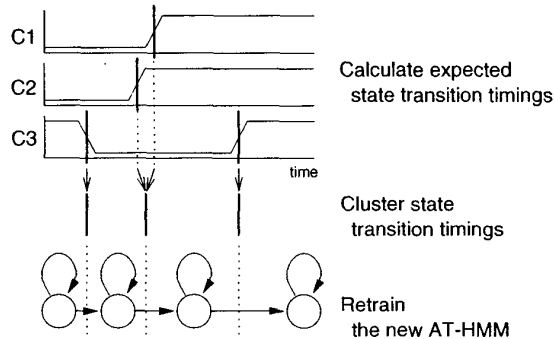 C1
C2
C3
Calculate expected
state transition timings
time
Cluster state
transition timings
Retrain
the new AT-HMM